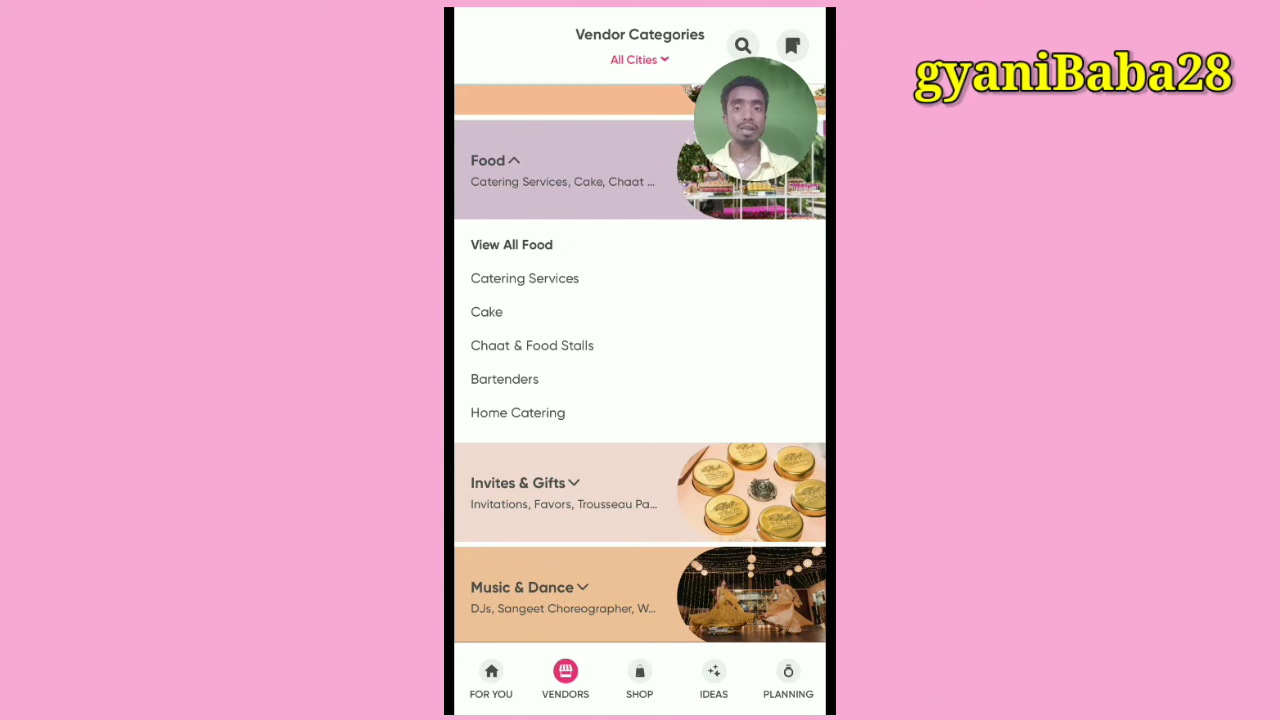 Vendor Categories
All Cities
gyaniBaba28
Food
Catering Services, Cake, Chaat ...
View All Food
Catering Services
Cake
Chaat & Food Stalls
Bartenders
Home Catering
Invites & Gifts
Invitations, Favors, Trousseau Pa...
Music & Dance
DJs, Sangeet Choreographer, W...
FOR YOU
VENDORS
SHOP
IDEAS
PLANNING